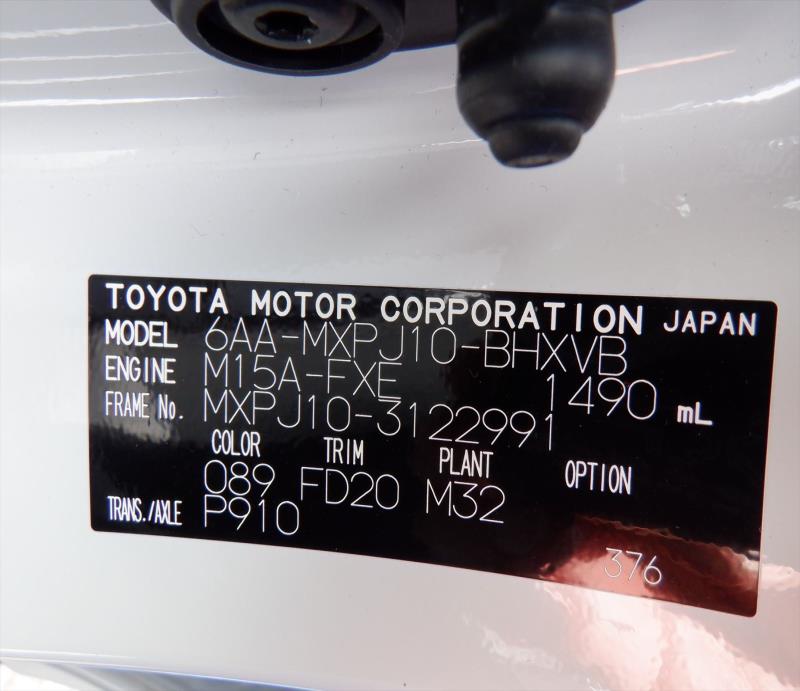 TOYOTA MOTOR CORPORATION JAPAN
MODEL 6AA-MXPJ10-BHXVB
ENGINE M15A-FXE 1490 mL
FRAME No. MXPJ10-3122991
COLOR TRIM PLANT OPTION
089 FD20 M32
TRANS./AXLE P910
376